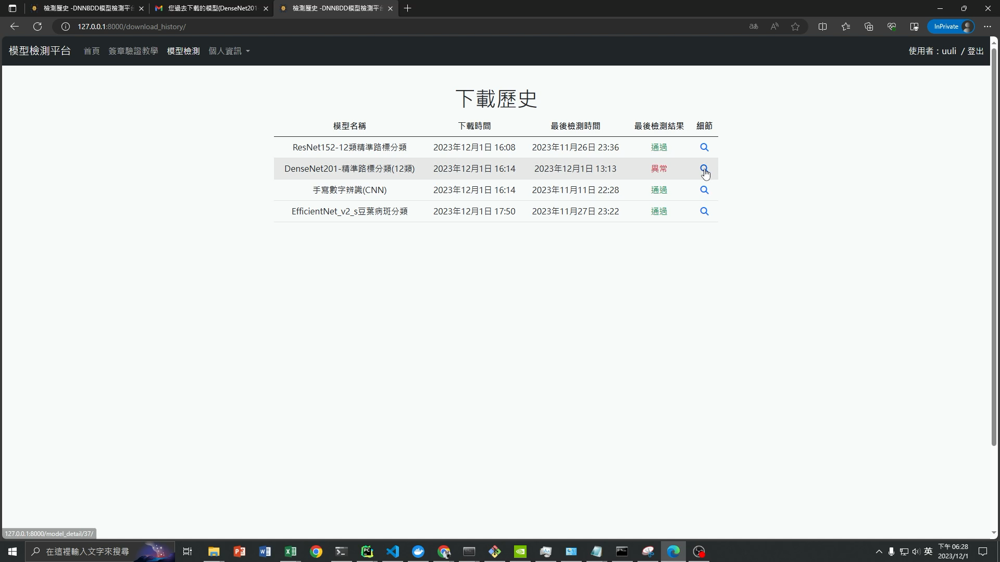 檢測歷史 -DNNBDD模型檢測平台
您過去下載的模型(DenseNet201-
檢測歷史 -DNNBDD模型檢測平台
127.0.0.1:8000/download_history/
InPrivate
模型檢測平台 首頁 簽章驗證教學 模型檢測 個人資訊
使用者：uuli / 登出
下載歷史
模型名稱 下載時間 最後檢測時間 最後檢測結果 細節
ResNet152-12類精準路標分類 2023年12月1日 16:08 2023年11月26日 23:36 通過
DenseNet201-精準路標分類(12類) 2023年12月1日 16:14 2023年12月1日 13:13 異常
手寫數字辨識(CNN) 2023年12月1日 16:14 2023年11月11日 22:28 通過
EfficientNet_v2_s豆葉病斑分類 2023年12月1日 17:50 2023年11月27日 23:22 通過
127.0.0.1:8000/model_detail/37/
在這裡輸入文字來搜尋
英
下午 06:28
2023/12/1